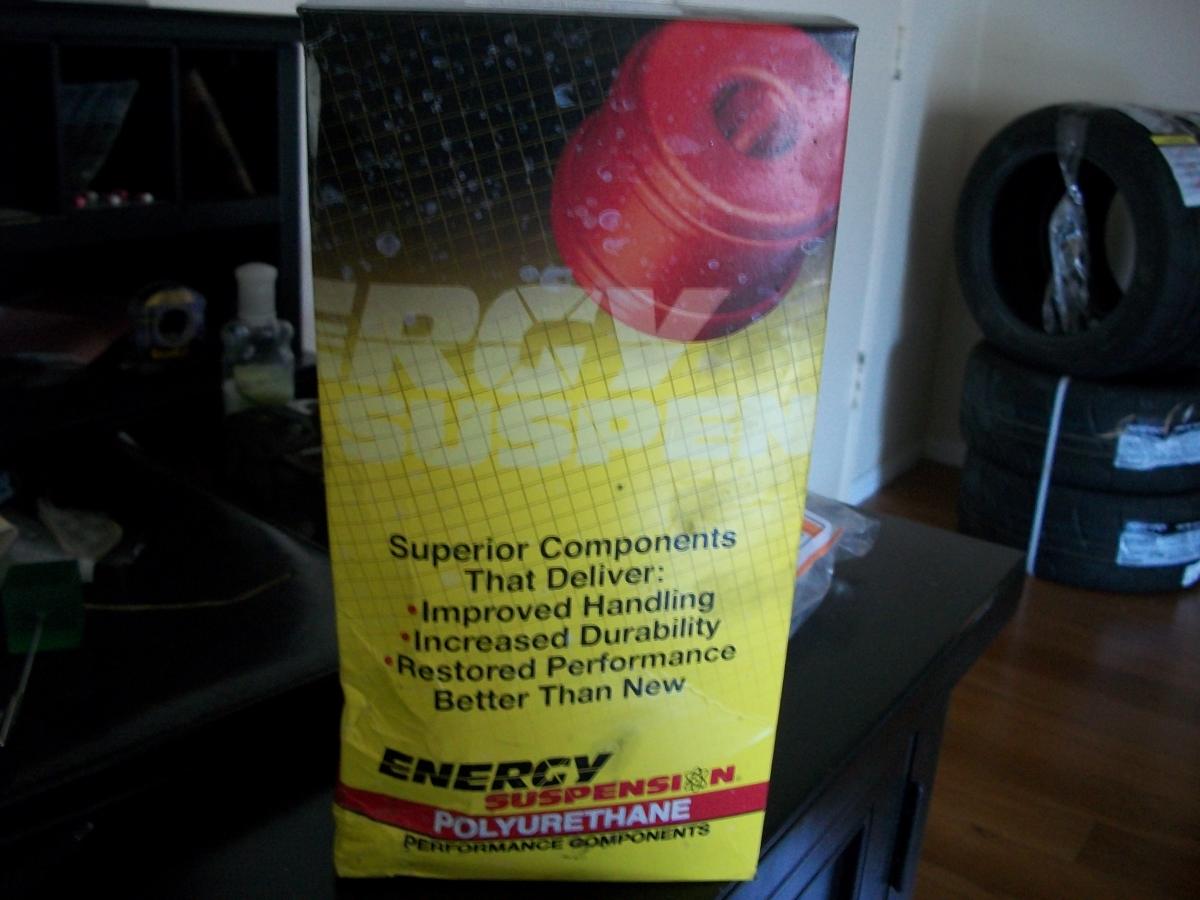 ERGY
SUSPEN
Superior Components
That Deliver:
•Improved Handling
•Increased Durability
•Restored Performance
Better Than New
ENERGY
SUSPENSION
POLYURETHANE
PERFORMANCE COMPONENTS